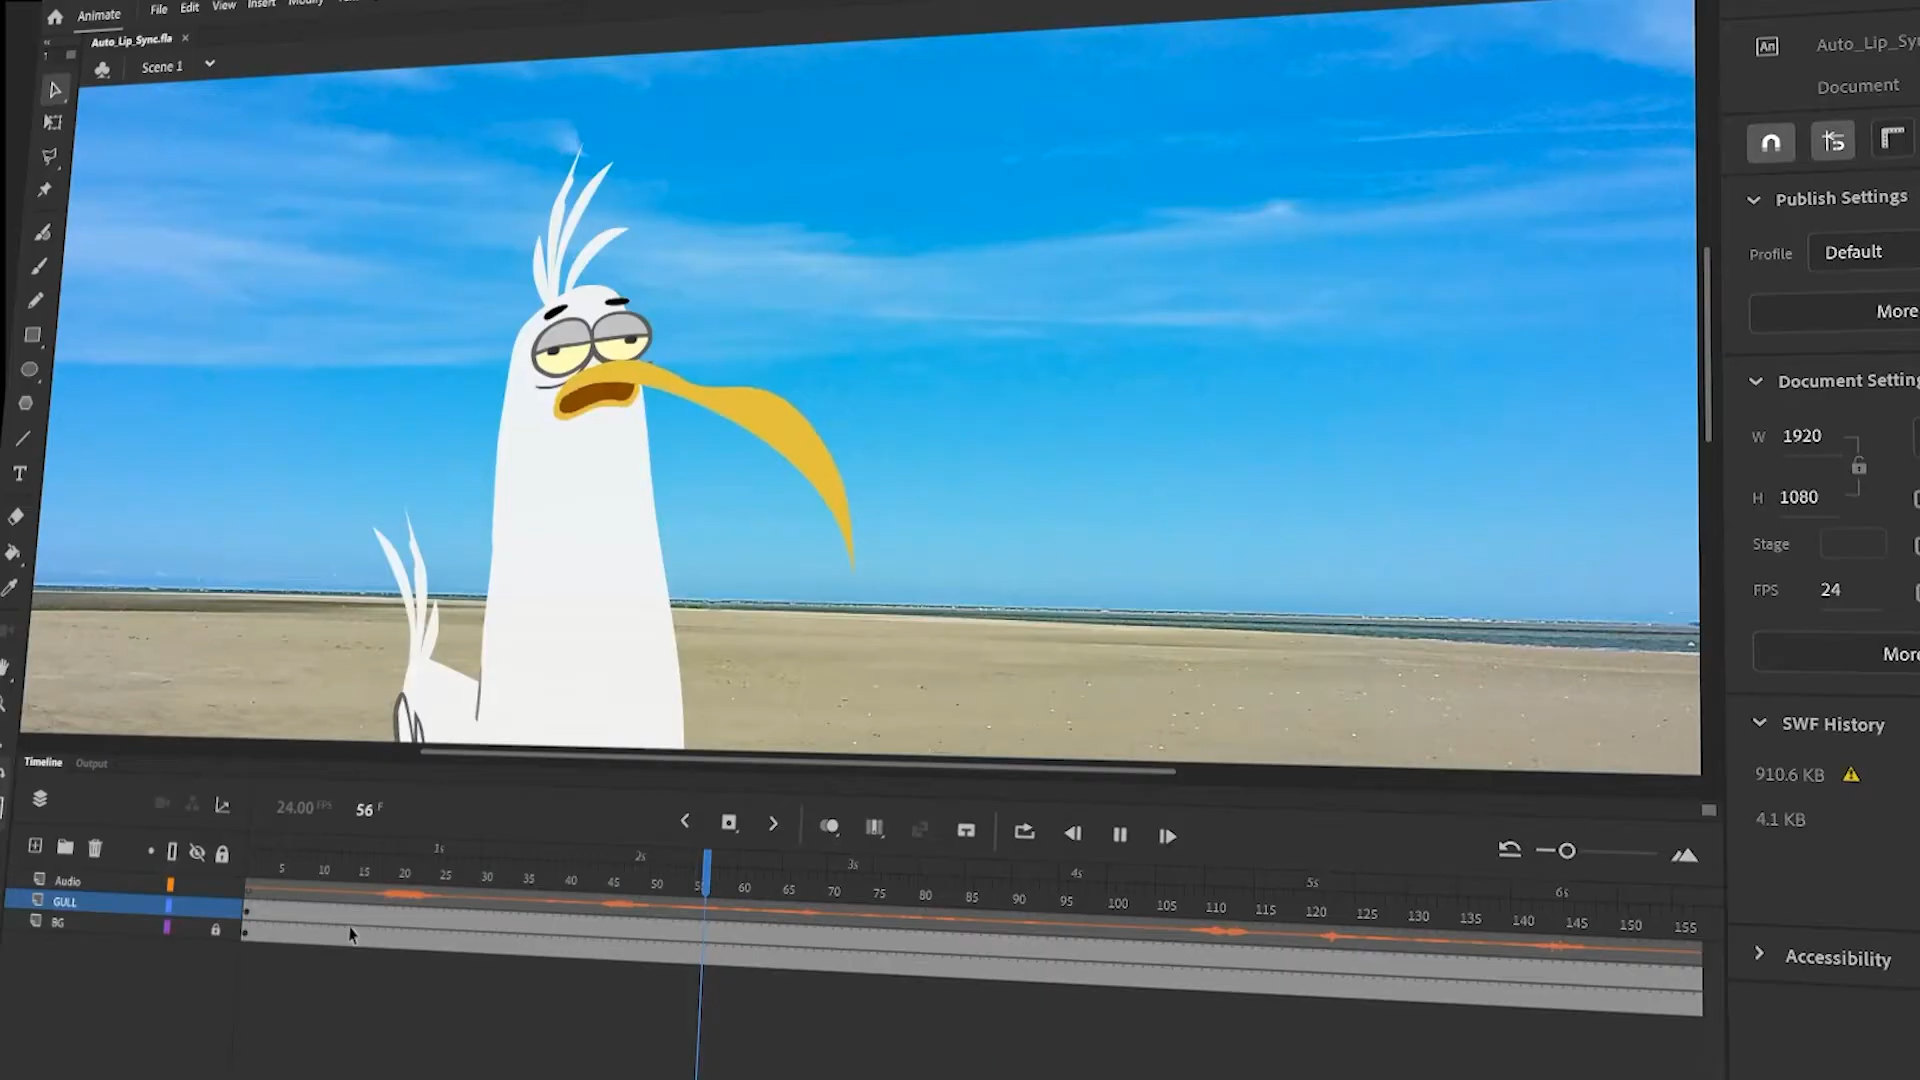 Animate
File Edit View Insert Modify
Auto_Lip_Sync.fla ×
Scene 1
T
An
Auto_Lip_Sy
Document
Publish Settings
Profile Default
More
Document Setting
W 1920
H 1080
Stage
FPS 24
More
SWF History
910.6 KB
4.1 KB
Accessibility
Timeline Output
24.00 FPS 56 F
1s 2s 3s 4s 5s 6s
5 10 15 20 25 30 35 40 45 50 60 65 70 75 80 85 90 95 100 105 110 115 120 125 130 135 140 145 150 155
Audio
GULL
BG